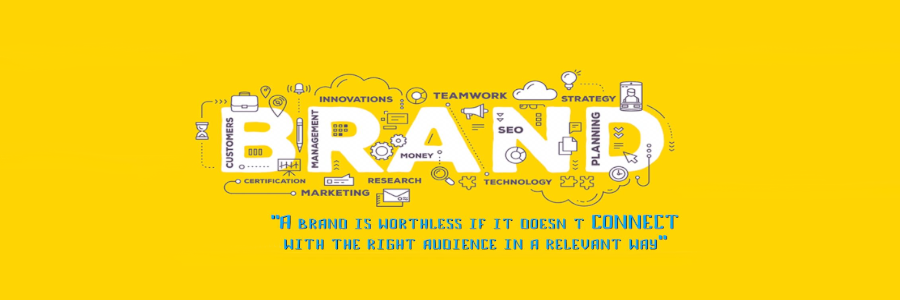 BRAND
CUSTOMERS
MANAGEMENT
INNOVATIONS
TEAMWORK
STRATEGY
SEO
PLANNING
MONEY
CERTIFICATION
RESEARCH
TECHNOLOGY
MARKETING
"A BRAND IS WORTHLESS IF IT DOESN T CONNECT
WITH THE RIGHT AUDIENCE IN A RELEVANT WAY"